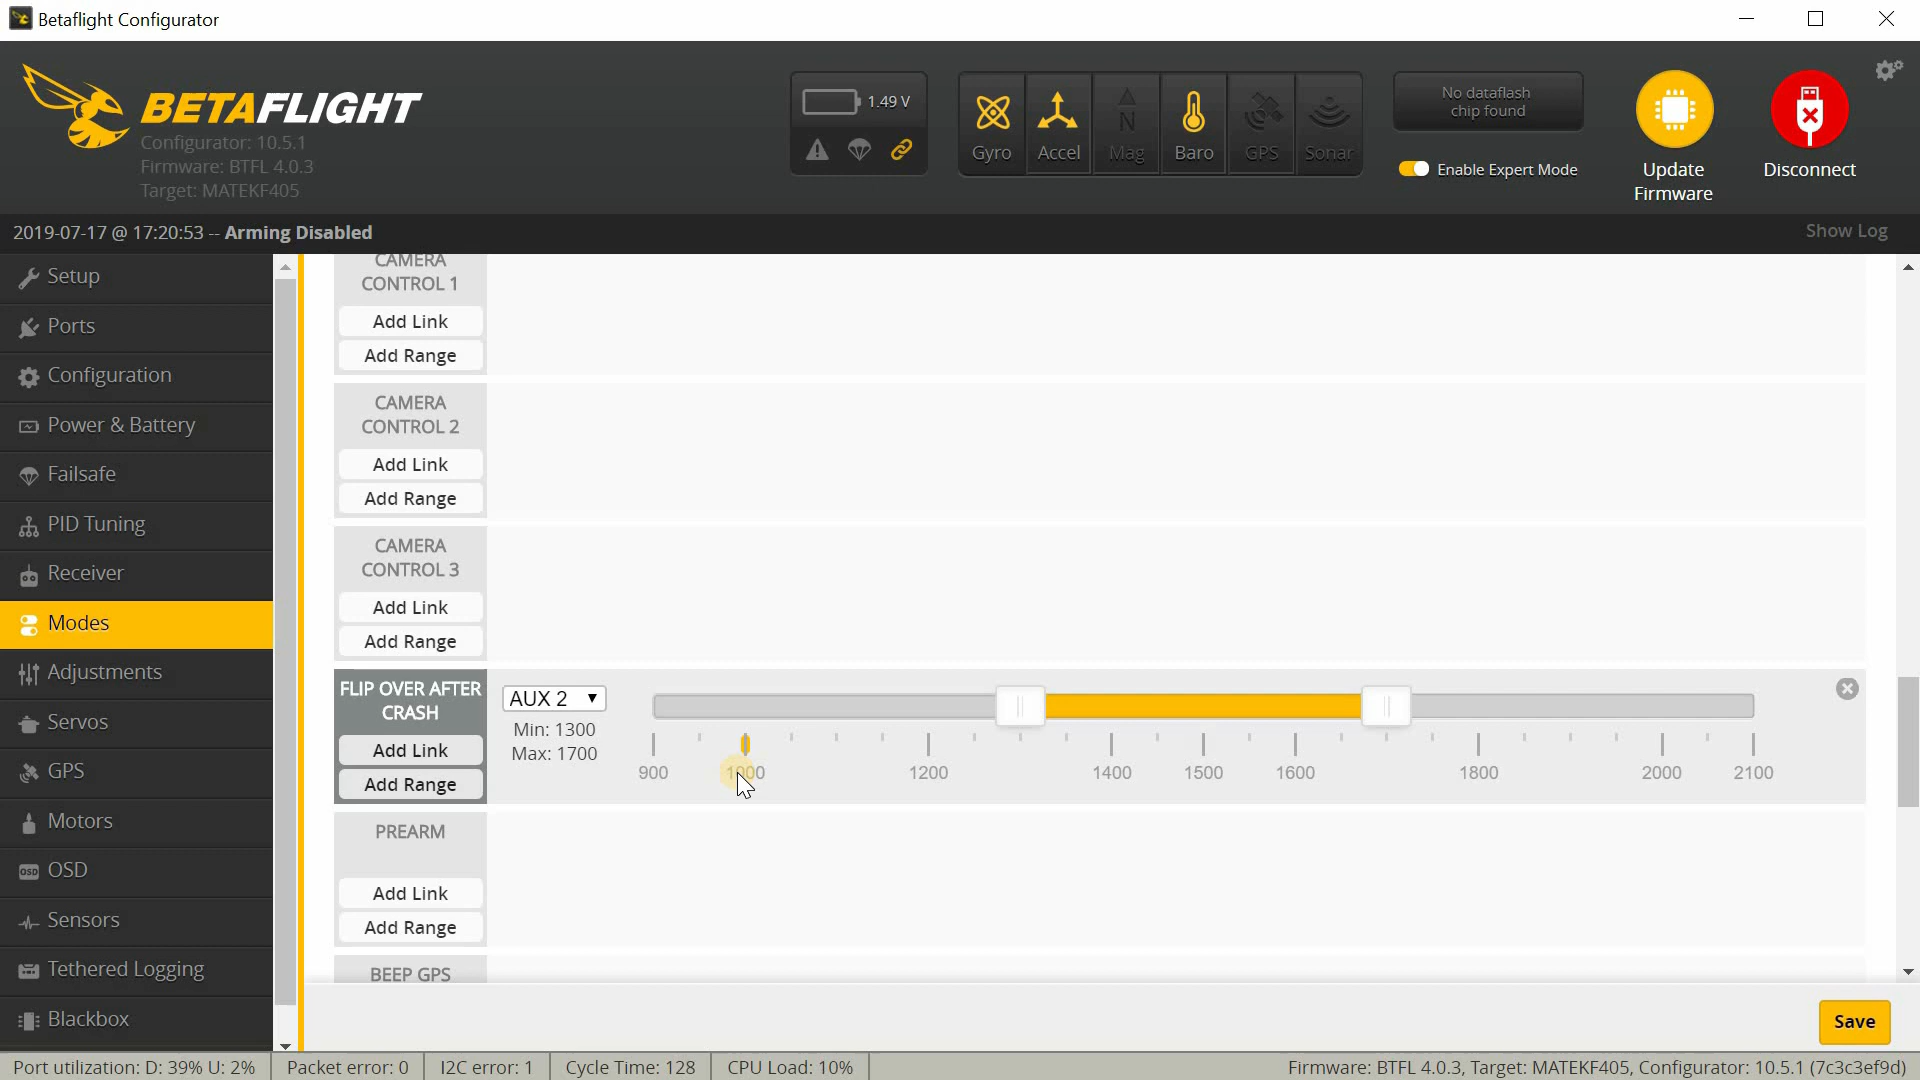 Betaflight Configurator
BETAFLIGHT
Configurator: 10.5.1
Firmware: BTFL 4.0.3
Target: MATEKF405
1.49 V
Gyro
Accel
N
Mag
Baro
GPS
Sonar
No dataflash
chip found
Enable Expert Mode
Update
Firmware
Disconnect
2019-07-17 @ 17:20:53 -- Arming Disabled
Show Log
Setup
Ports
Configuration
Power & Battery
Failsafe
PID Tuning
Receiver
Modes
Adjustments
Servos
GPS
Motors
OSD
OSD
Sensors
Tethered Logging
Blackbox
CAMERA
CONTROL 1
Add Link
Add Range
CAMERA
CONTROL 2
Add Link
Add Range
CAMERA
CONTROL 3
Add Link
Add Range
FLIP OVER AFTER
CRASH
Add Link
Add Range
AUX 2
Min: 1300
Max: 1700
900 1000 1200 1400 1500 1600 1800 2000 2100
PREARM
Add Link
Add Range
BEEP GPS
Save
Port utilization: D: 39% U: 2%
Packet error: 0
I2C error: 1
Cycle Time: 128
CPU Load: 10%
Firmware: BTFL 4.0.3, Target: MATEKF405, Configurator: 10.5.1 (7c3c3ef9d)